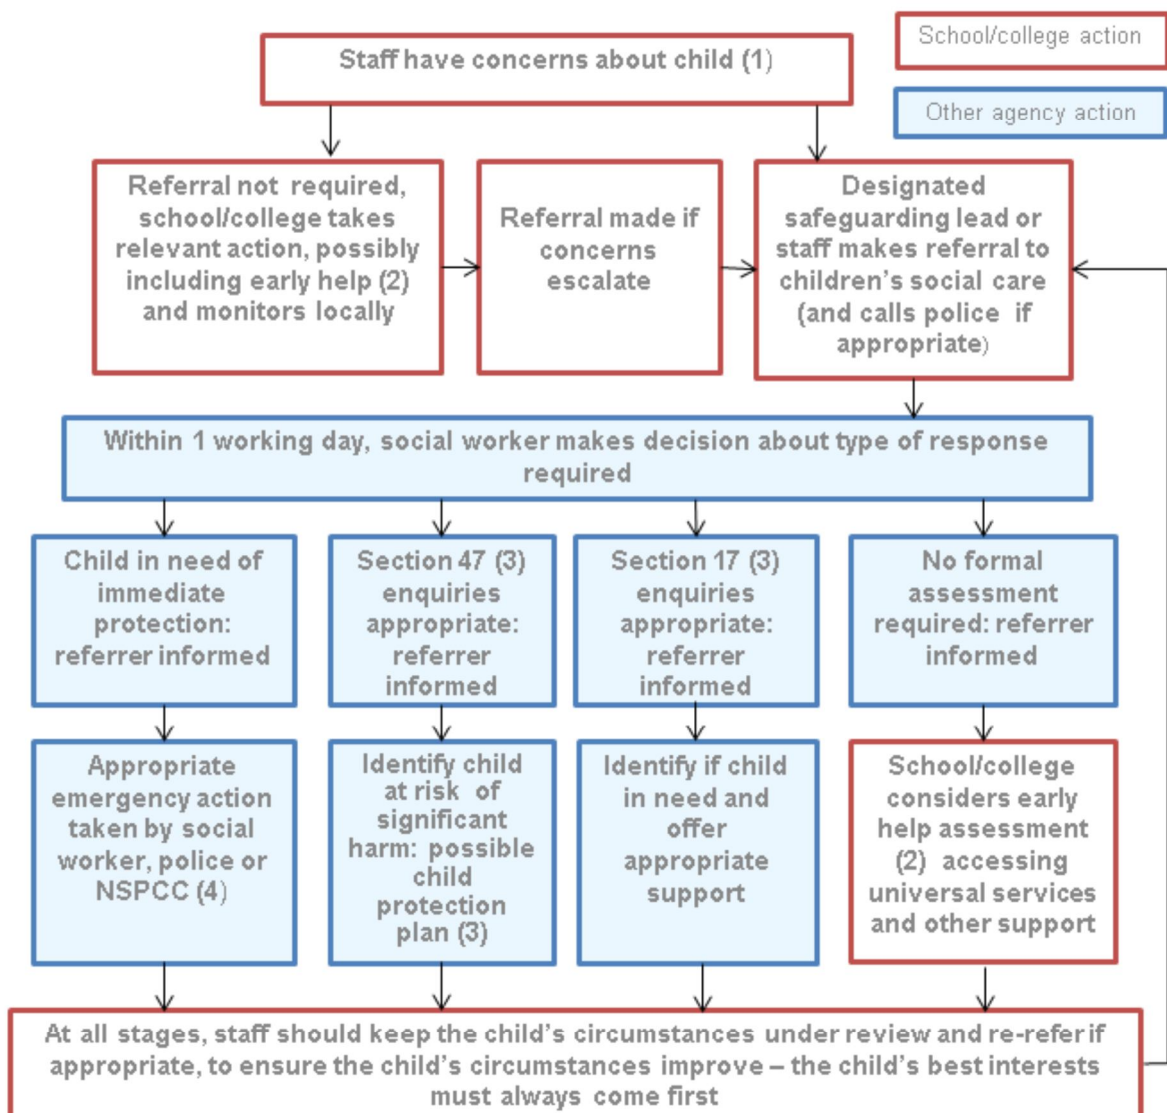 School/college action
Other agency action
Staff have concerns about child (1)
Referral not required,
school/college takes
relevant action, possibly
including early help (2)
and monitors locally
Referral made if
concerns
escalate
Designated
safeguarding lead or
staff makes referral to
children’s social care
(and calls police if
appropriate)
Within 1 working day, social worker makes decision about type of response
required
Child in need of
immediate
protection:
referrer informed
Section 47 (3)
enquiries
appropriate:
referrer
informed
Section 17 (3)
enquiries
appropriate:
referrer
informed
No formal
assessment
required: referrer
informed
Appropriate
emergency action
taken by social
worker, police or
NSPCC (4)
Identify child
at risk of
significant
harm: possible
child
protection
plan (3)
Identify if child
in need and
offer
appropriate
support
School/college
considers early
help assessment
(2) accessing
universal services
and other support
At all stages, staff should keep the child’s circumstances under review and re-refer if
appropriate, to ensure the child’s circumstances improve – the child’s best interests
must always come first